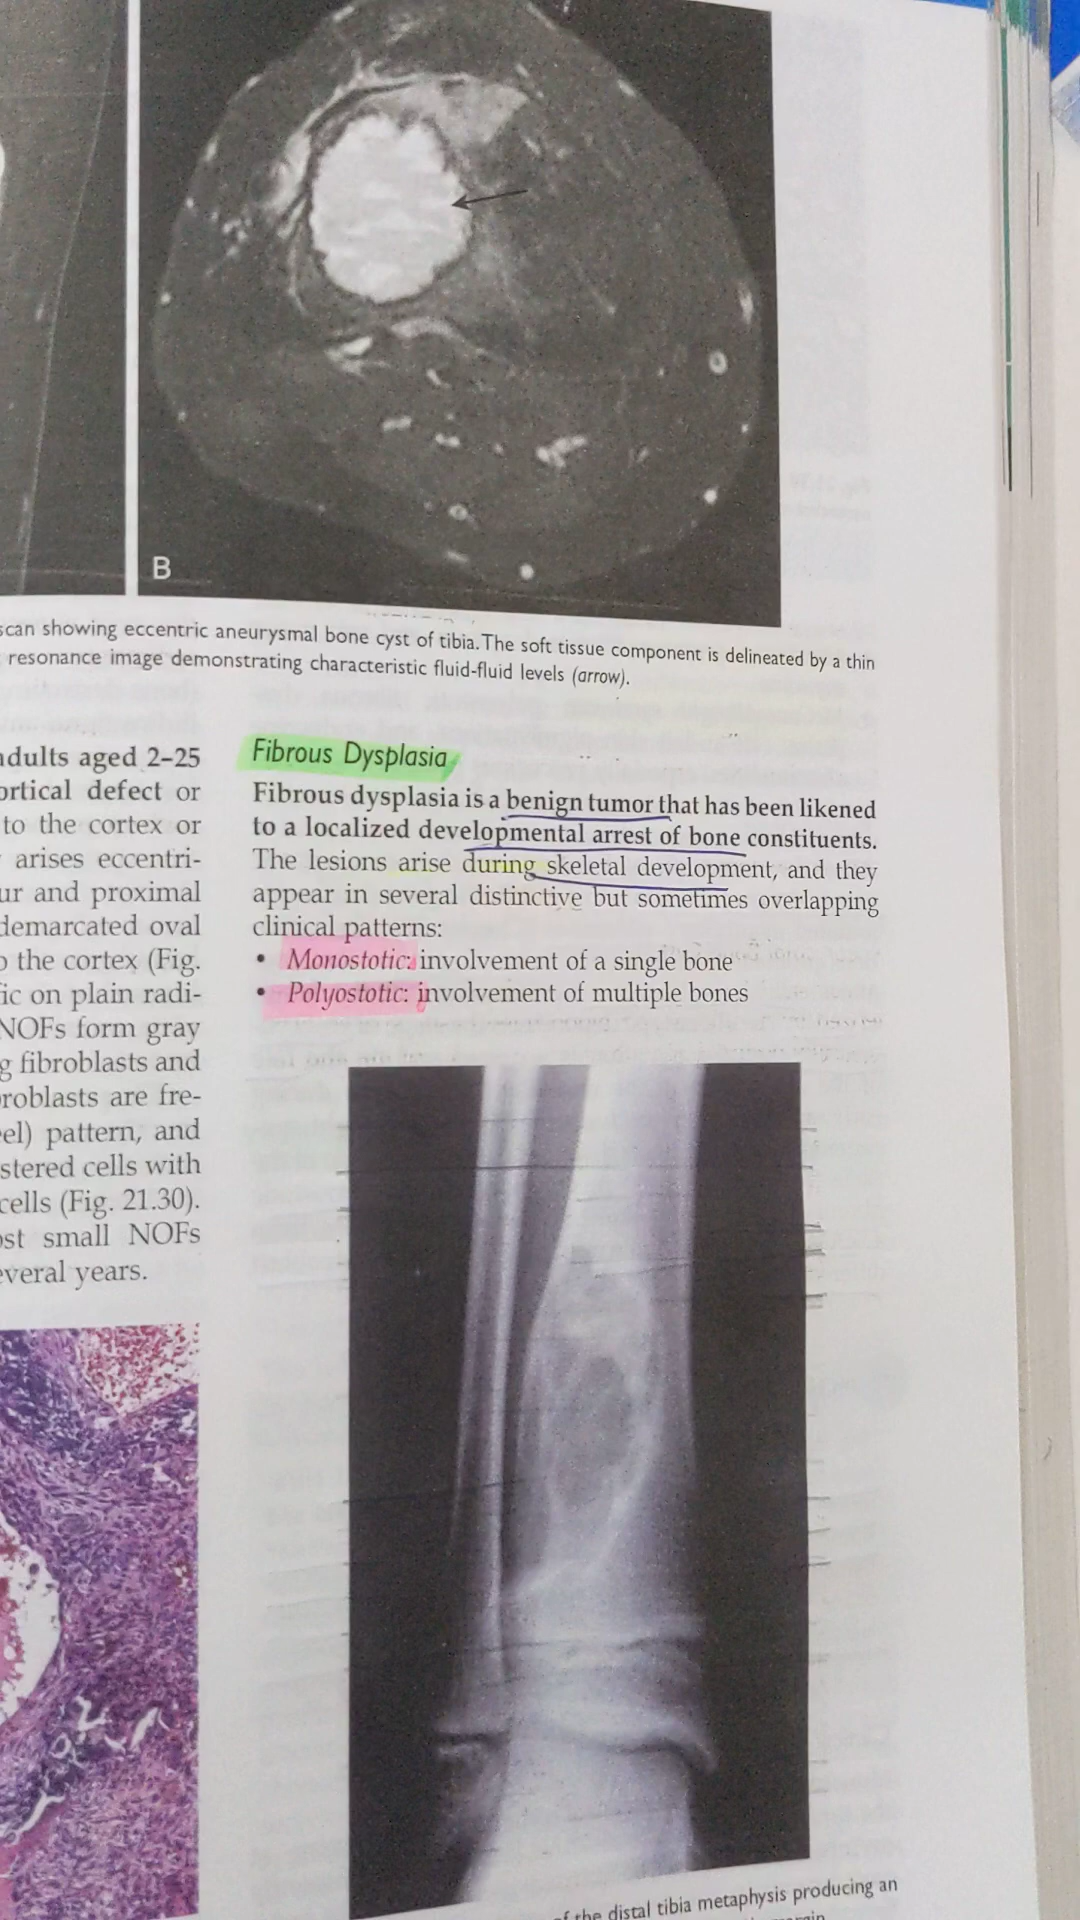 B
scan showing eccentric aneurysmal bone cyst of tibia. The soft tissue component is delineated by a thin
resonance image demonstrating characteristic fluid-fluid levels (arrow).
adults aged 2–25
ortical defect or
to the cortex or
arises eccentri-
ur and proximal
demarcated oval
o the cortex (Fig.
fic on plain radi-
NOFs form gray
g fibroblasts and
roblasts are fre-
eel) pattern, and
stered cells with
cells (Fig. 21.30).
ost small NOFs
everal years.
Fibrous Dysplasia
Fibrous dysplasia is a benign tumor that has been likened
to a localized developmental arrest of bone constituents.
The lesions arise during skeletal development, and they
appear in several distinctive but sometimes overlapping
clinical patterns:
• Monostotic: involvement of a single bone
• Polyostotic: involvement of multiple bones
of the distal tibia metaphysis producing an